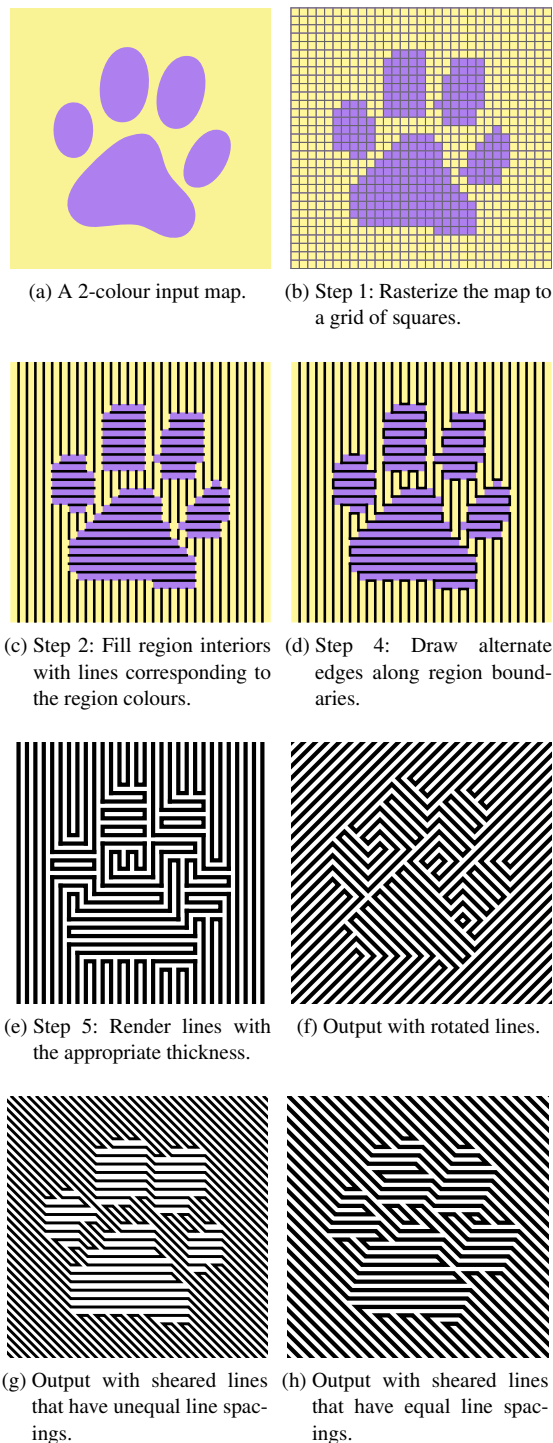 (a) A 2-colour input map.
(b) Step 1: Rasterize the map to
a grid of squares.
(c) Step 2: Fill region interiors
with lines corresponding to
the region colours.
(d) Step 4: Draw alternate
edges along region bound-
aries.
(e) Step 5: Render lines with
the appropriate thickness.
(f) Output with rotated lines.
(g) Output with sheared lines
that have unequal line spac-
ings.
(h) Output with sheared lines
that have equal line spac-
ings.